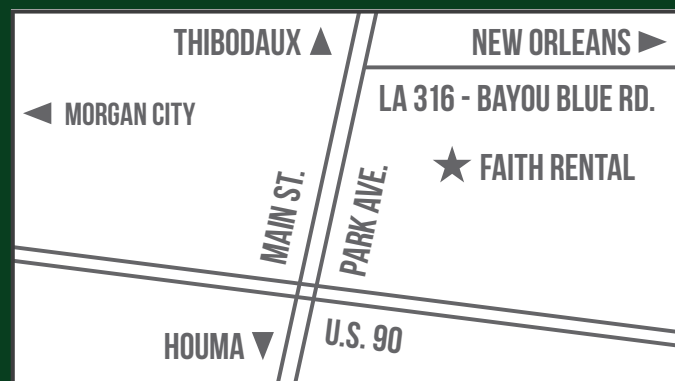 THIBODAUX
NEW ORLEANS
MORGAN CITY
LA 316 - BAYOU BLUE RD.
FAITH RENTAL
MAIN ST.
PARK AVE.
HOUMA
U.S. 90